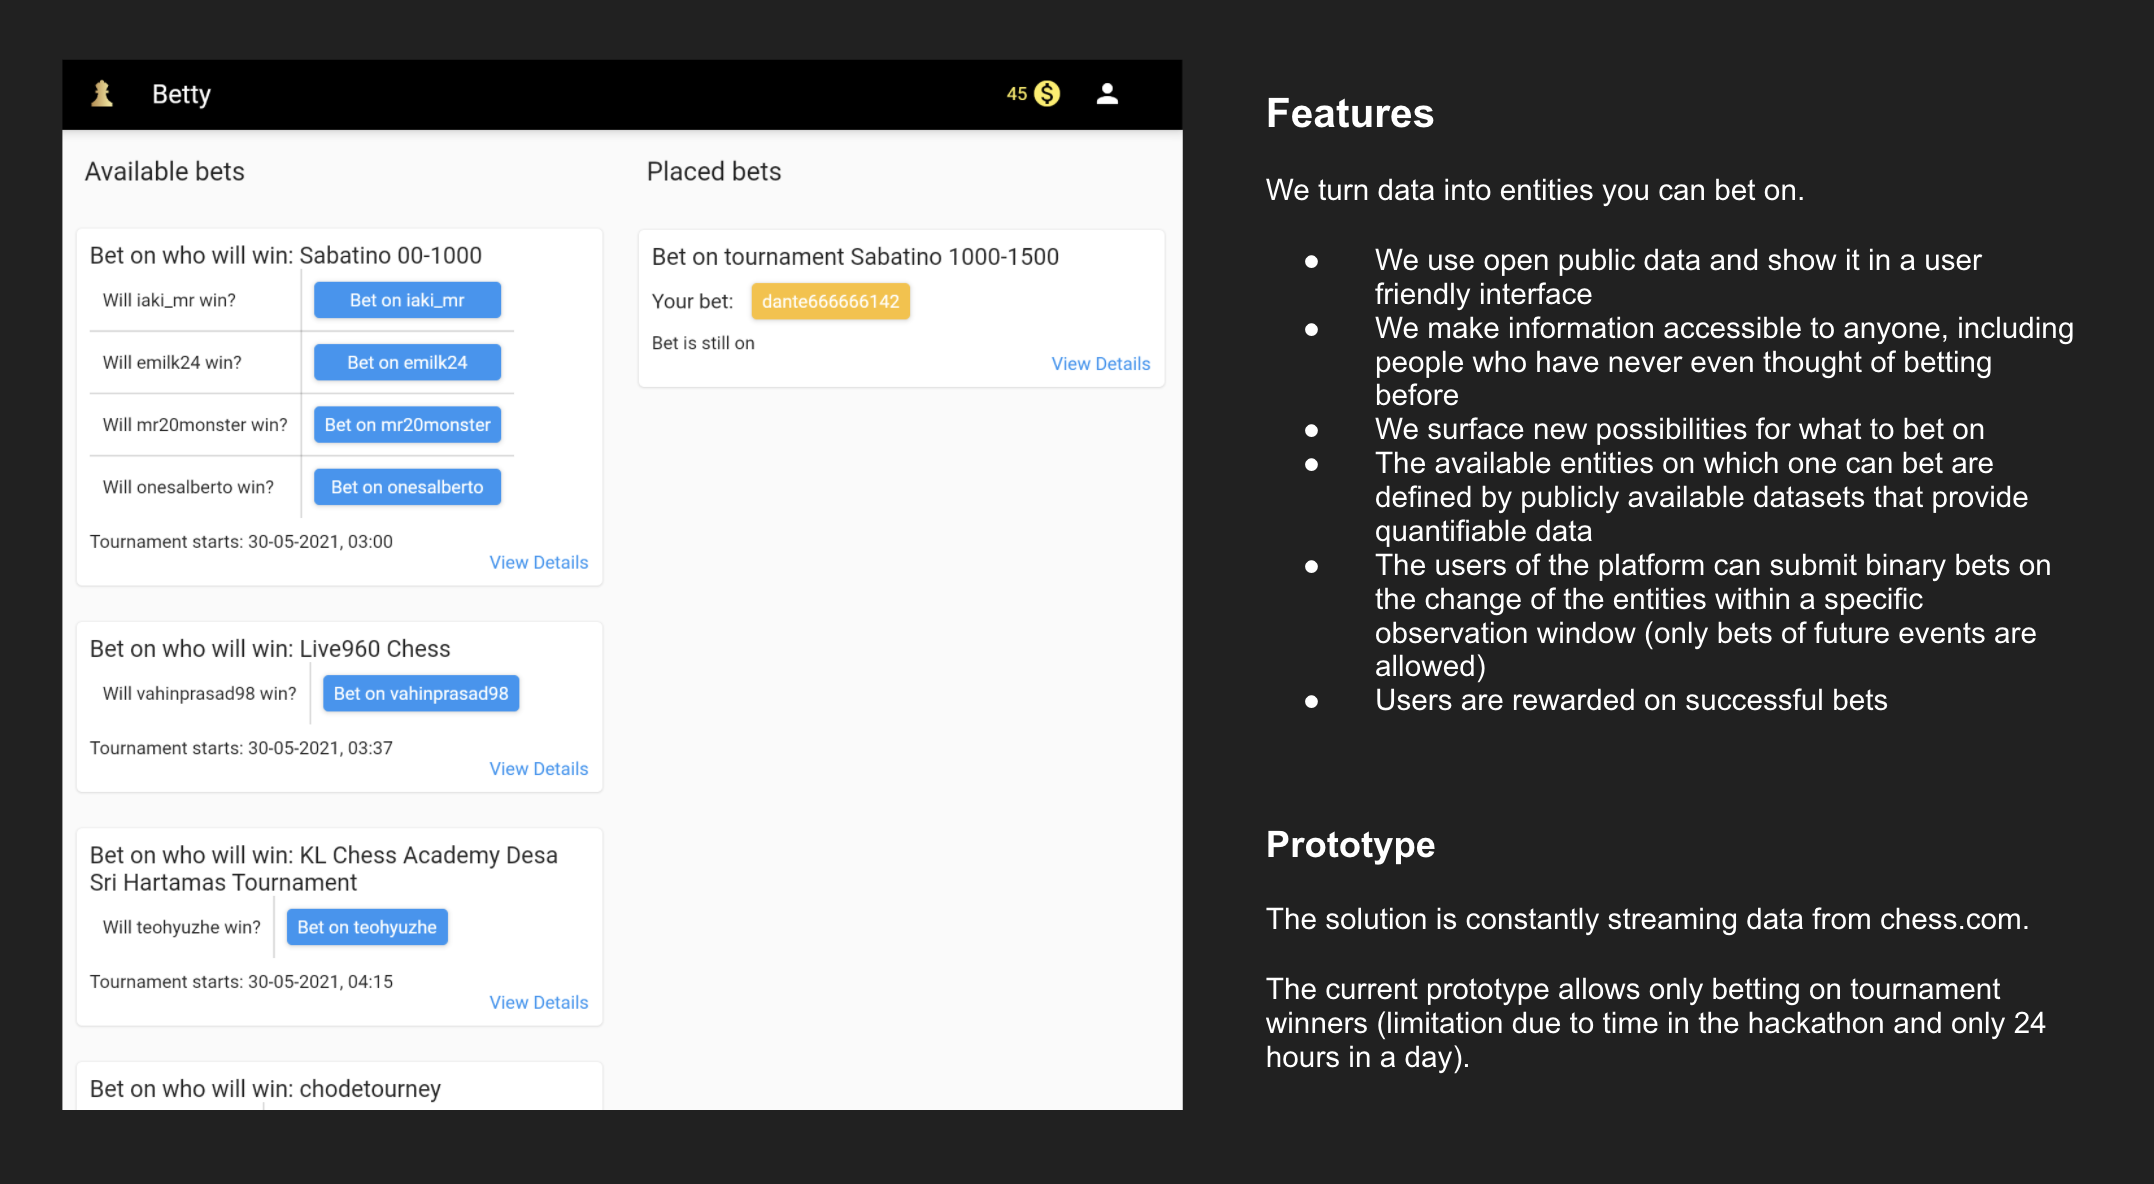 Betty
45
Available bets
Bet on who will win: Sabatino 00-1000
Will iaki_mr win?
Bet on iaki_mr
Will emilk24 win?
Bet on emilk24
Will mr20monster win?
Bet on mr20monster
Will onesalberto win?
Bet on onesalberto
Tournament starts: 30-05-2021, 03:00
View Details
Bet on who will win: Live960 Chess
Will vahinprasad98 win?
Bet on vahinprasad98
Tournament starts: 30-05-2021, 03:37
View Details
Bet on who will win: KL Chess Academy Desa
Sri Hartamas Tournament
Will teohyuzhe win?
Bet on teohyuzhe
Tournament starts: 30-05-2021, 04:15
View Details
Bet on who will win: chodetourney
Placed bets
Bet on tournament Sabatino 1000-1500
Your bet:
dante666666142
Bet is still on
View Details
Features
We turn data into entities you can bet on.
● We use open public data and show it in a user
friendly interface
● We make information accessible to anyone, including
people who have never even thought of betting
before
● We surface new possibilities for what to bet on
● The available entities on which one can bet are
defined by publicly available datasets that provide
quantifiable data
● The users of the platform can submit binary bets on
the change of the entities within a specific
observation window (only bets of future events are
allowed)
● Users are rewarded on successful bets
Prototype
The solution is constantly streaming data from chess.com.
The current prototype allows only betting on tournament
winners (limitation due to time in the hackathon and only 24
hours in a day).